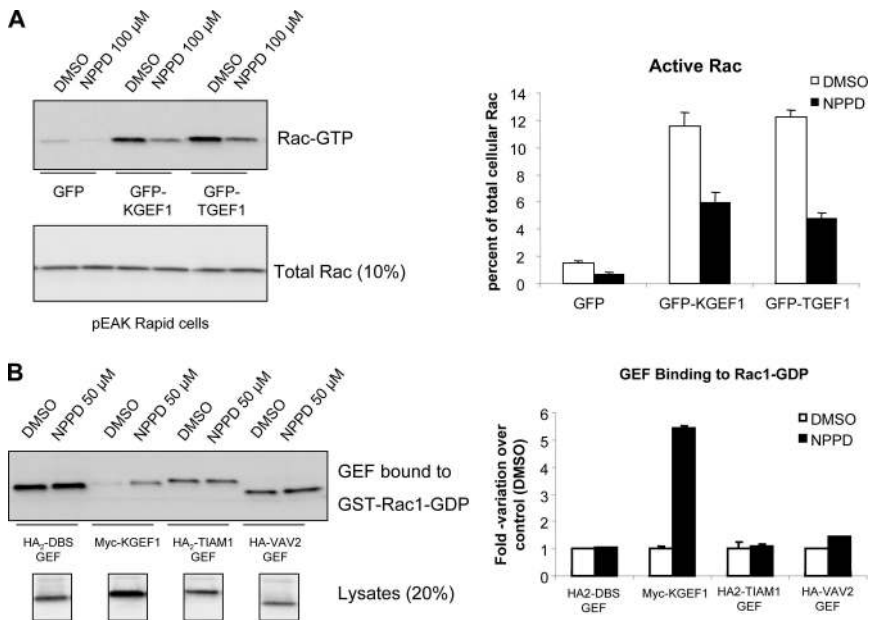 A
DMSO
NPPD 100 µM
DMSO
NPPD 100 µM
DMSO
NPPD 100 µM
Rac-GTP
GFP
GFP-
KGEF1
GFP-
TGEF1
Total Rac (10%)
pEAK Rapid cells
Active Rac
DMSO
NPPD
percent of total cellular Rac
14
12
10
8
6
4
2
0
GFP
GFP-KGEF1
GFP-TGEF1
B
DMSO
NPPD 50 µM
DMSO
NPPD 50 µM
DMSO
NPPD 50 µM
DMSO
NPPD 50 µM
GEF bound to
GST-Rac1-GDP
HA2-DBS
GEF
Myc-KGEF1
HA2-TIAM1
GEF
HA-VAV2
GEF
Lysates (20%)
GEF Binding to Rac1-GDP
DMSO
NPPD
Fold -variation over
control (DMSO)
6
5
4
3
2
1
0
HA2-DBS
GEF
Myc-KGEF1
HA2-TIAM1
GEF
HA-VAV2
GEF